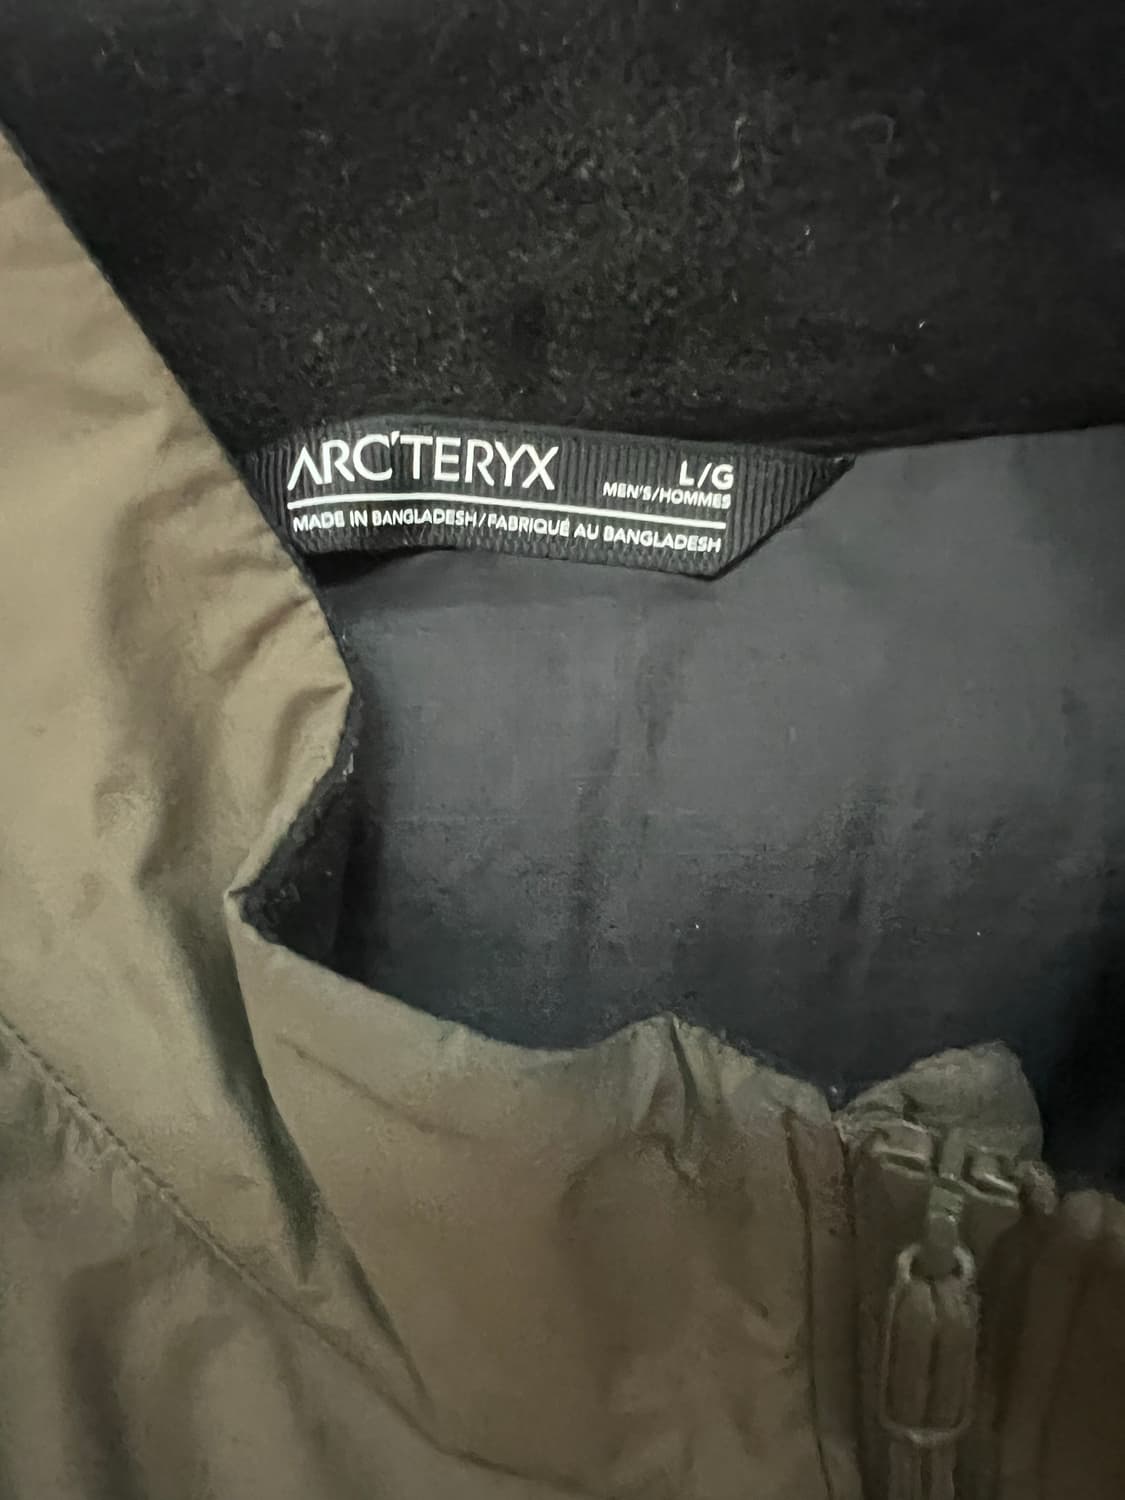 ARC'TERYX
L/G
MEN'S/HOMMES
MADE IN BANGLADESH/FABRIQUÉ AU BANGLADESH